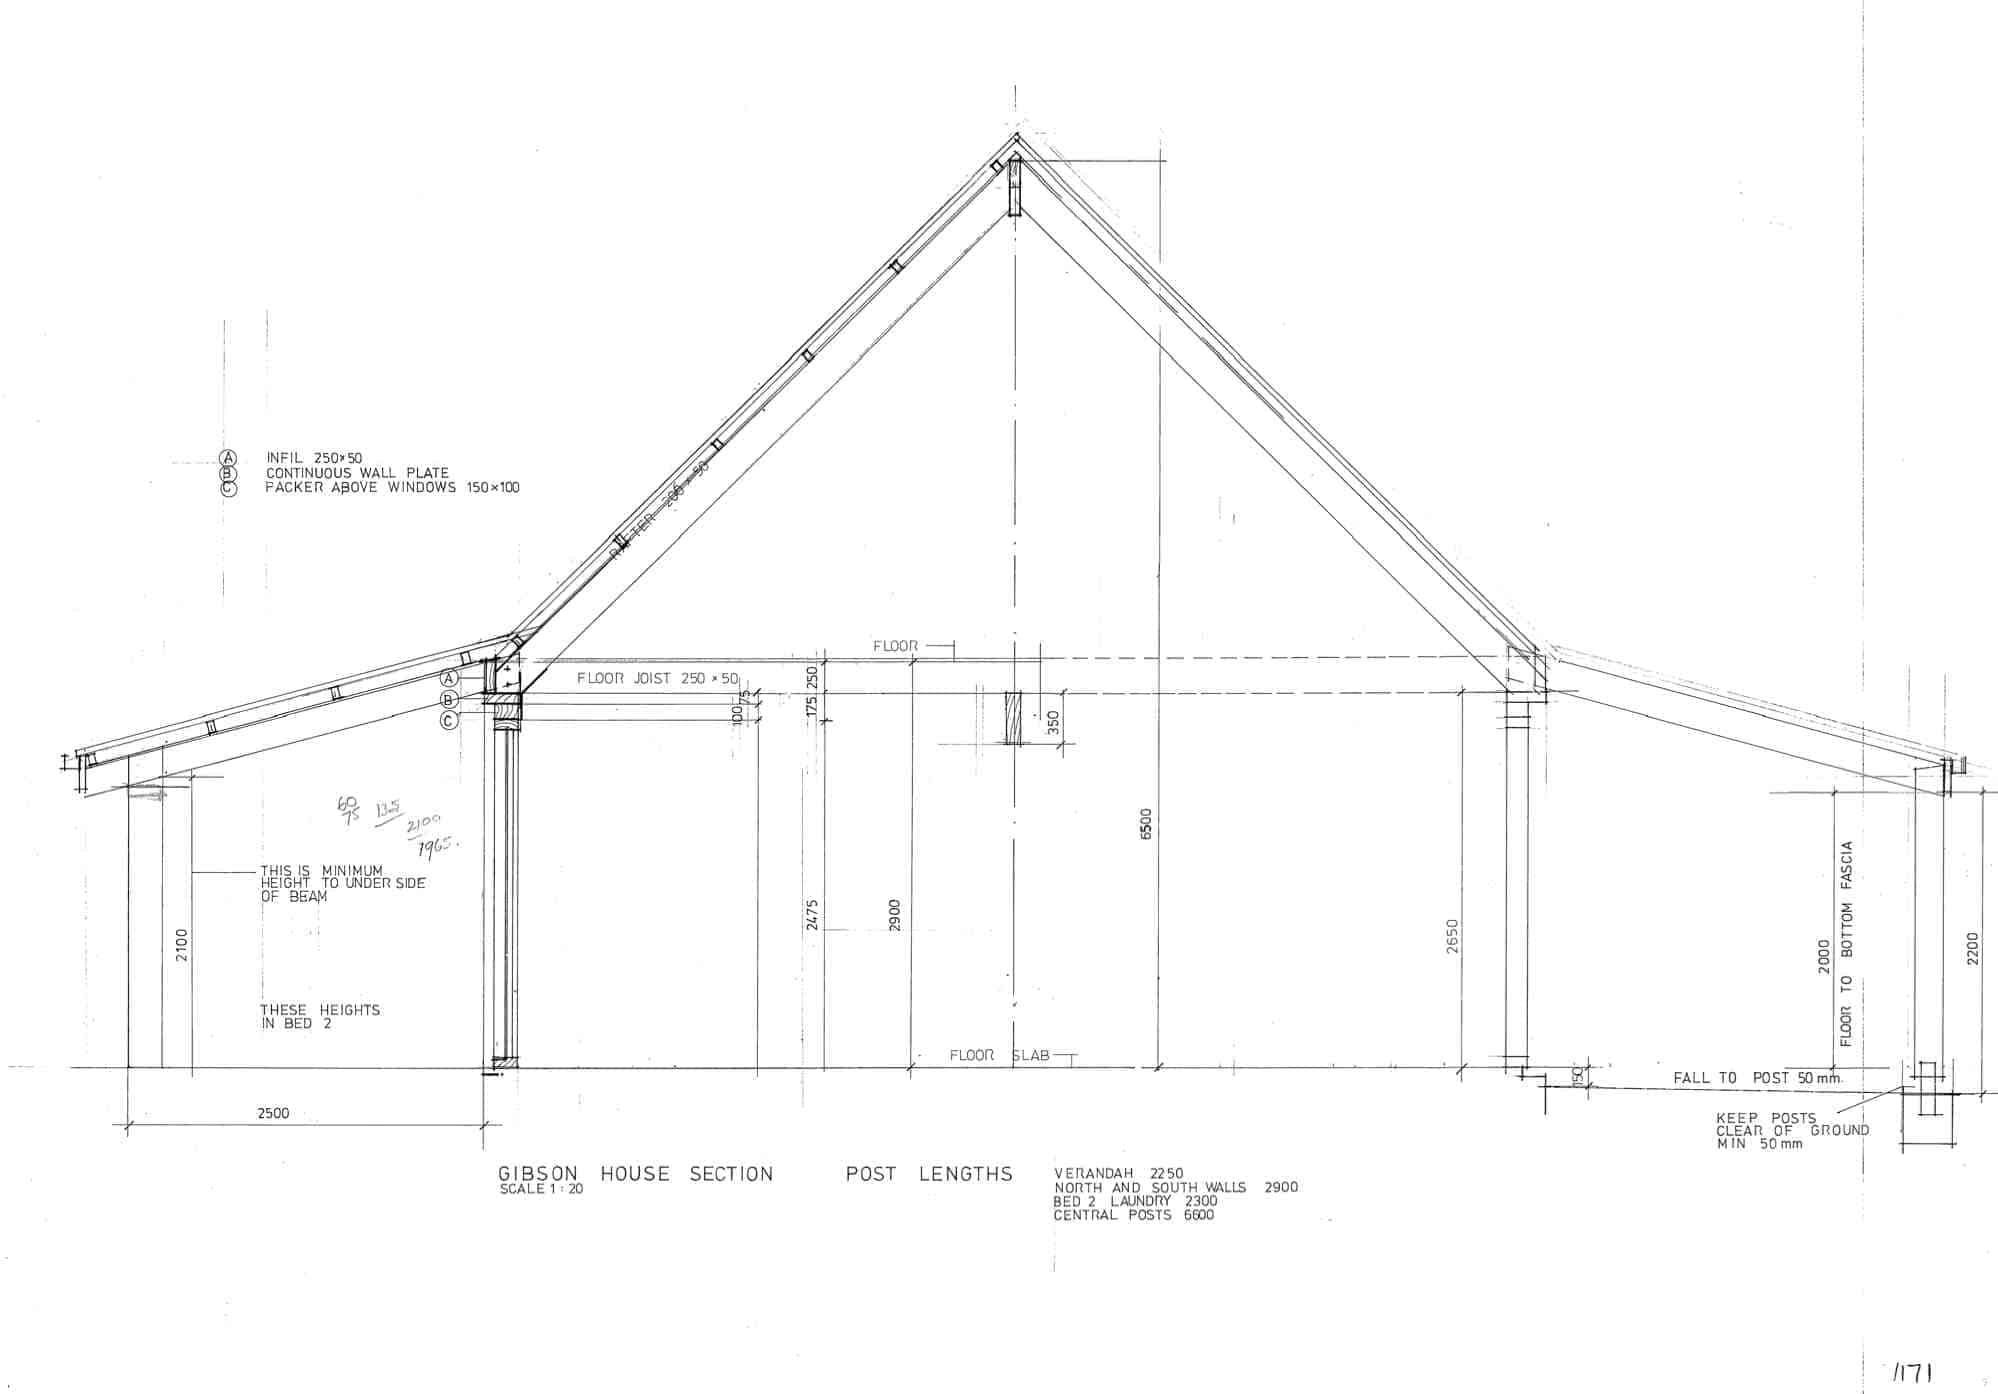 A INFIL 250×50
B CONTINUOUS WALL PLATE
C PACKER ABOVE WINDOWS 150×100
RAFTER 200 × 50
FLOOR
A
FLOOR JOIST 250 × 50
250
B
75
175
C
100
350
60
75
135
2100
1965.
6500
THIS IS MINIMUM
HEIGHT TO UNDER SIDE
OF BEAM
2100
2475
2900
2650
2000
FLOOR TO BOTTOM FASCIA
2200
THESE HEIGHTS
IN BED 2
FLOOR SLAB
150
FALL TO POST 50 mm.
2500
KEEP POSTS
CLEAR OF GROUND
MIN 50 mm
GIBSON HOUSE SECTION
SCALE 1 : 20
POST LENGTHS
VERANDAH 2250
NORTH AND SOUTH WALLS 2900
BED 2 LAUNDRY 2300
CENTRAL POSTS 6600
1171